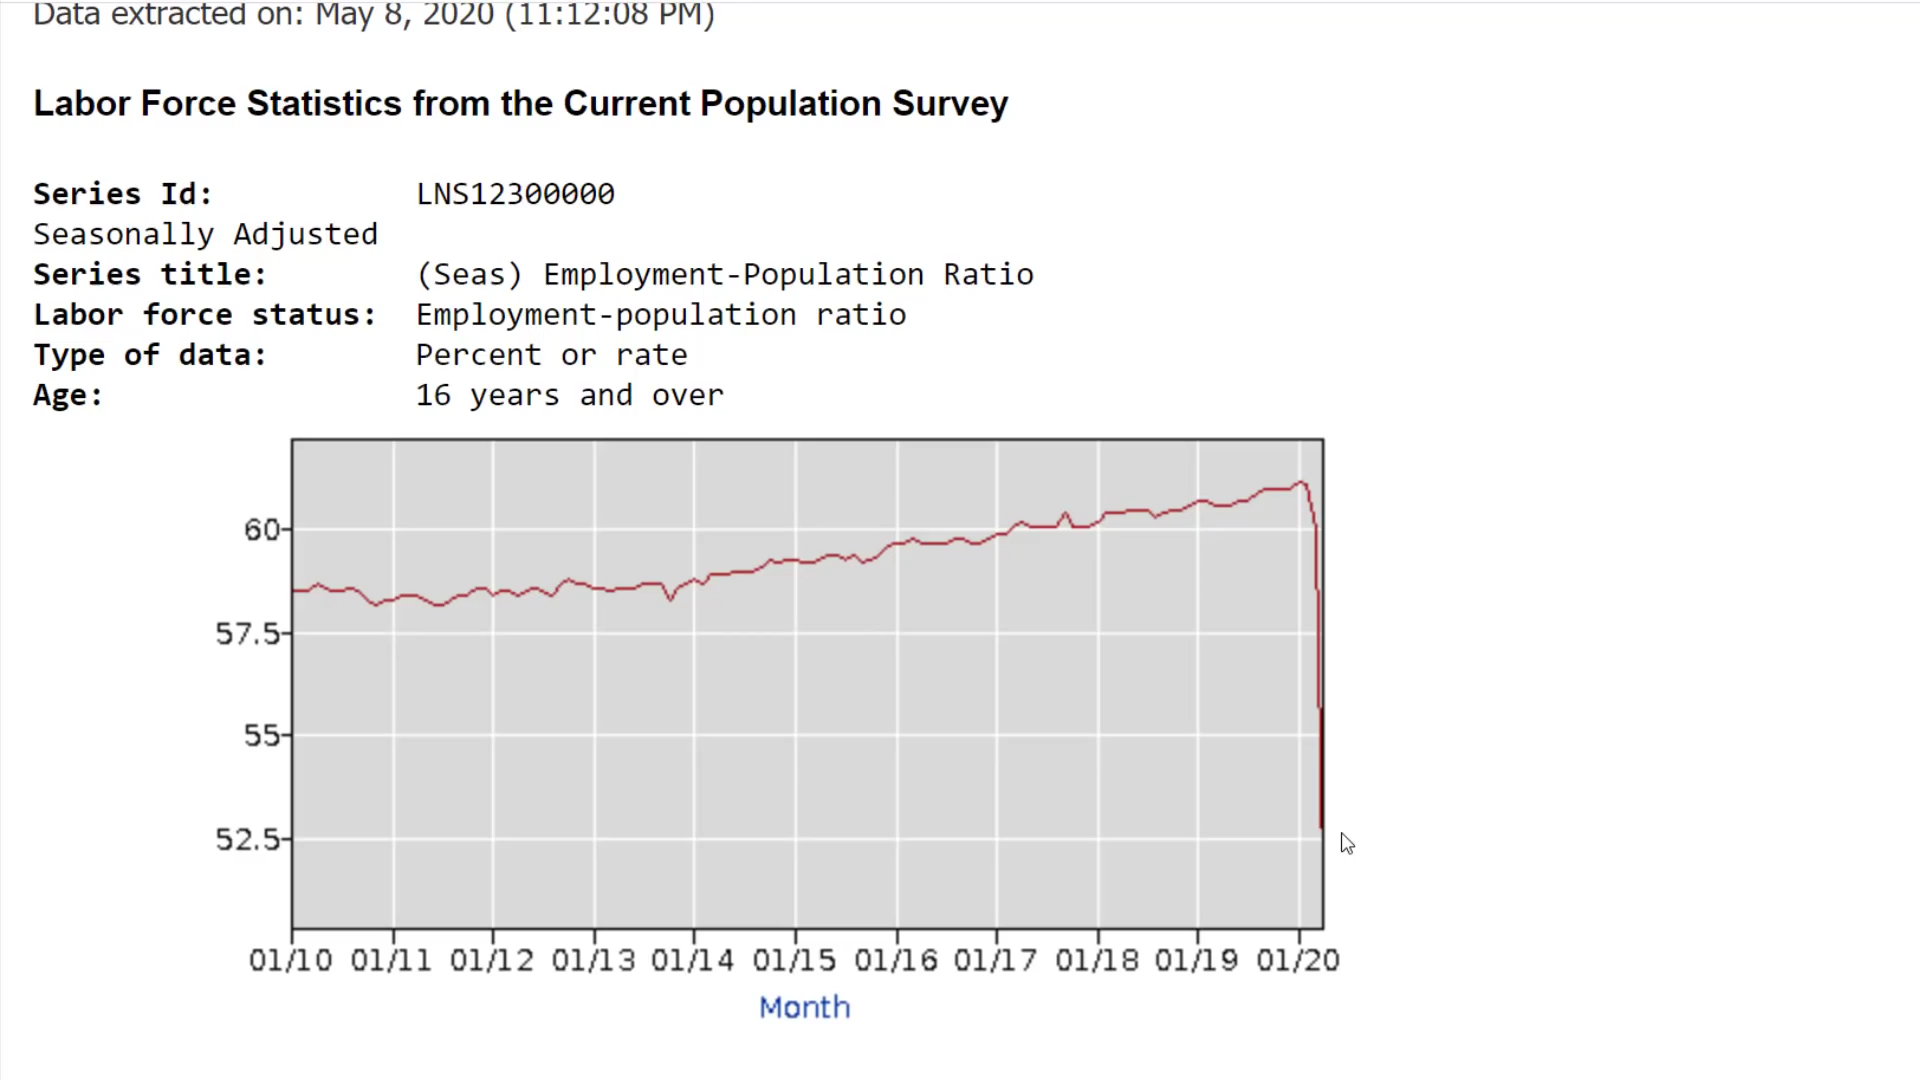 Data extracted on: May 8, 2020 (11:12:08 PM)
Labor Force Statistics from the Current Population Survey
Series Id: LNS12300000
Seasonally Adjusted
Series title: (Seas) Employment-Population Ratio
Labor force status: Employment-population ratio
Type of data: Percent or rate
Age: 16 years and over
60
57.5
55
52.5
01/10 01/11 01/12 01/13 01/14 01/15 01/16 01/17 01/18 01/19 01/20
Month